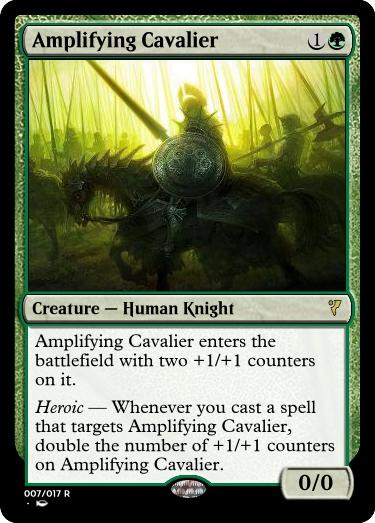 Amplifying Cavalier 1
Creature — Human Knight
Amplifying Cavalier enters the
battlefield with two +1/+1 counters
on it.
Heroic — Whenever you cast a spell
that targets Amplifying Cavalier,
double the number of +1/+1 counters
on Amplifying Cavalier.
0/0
007/017 R